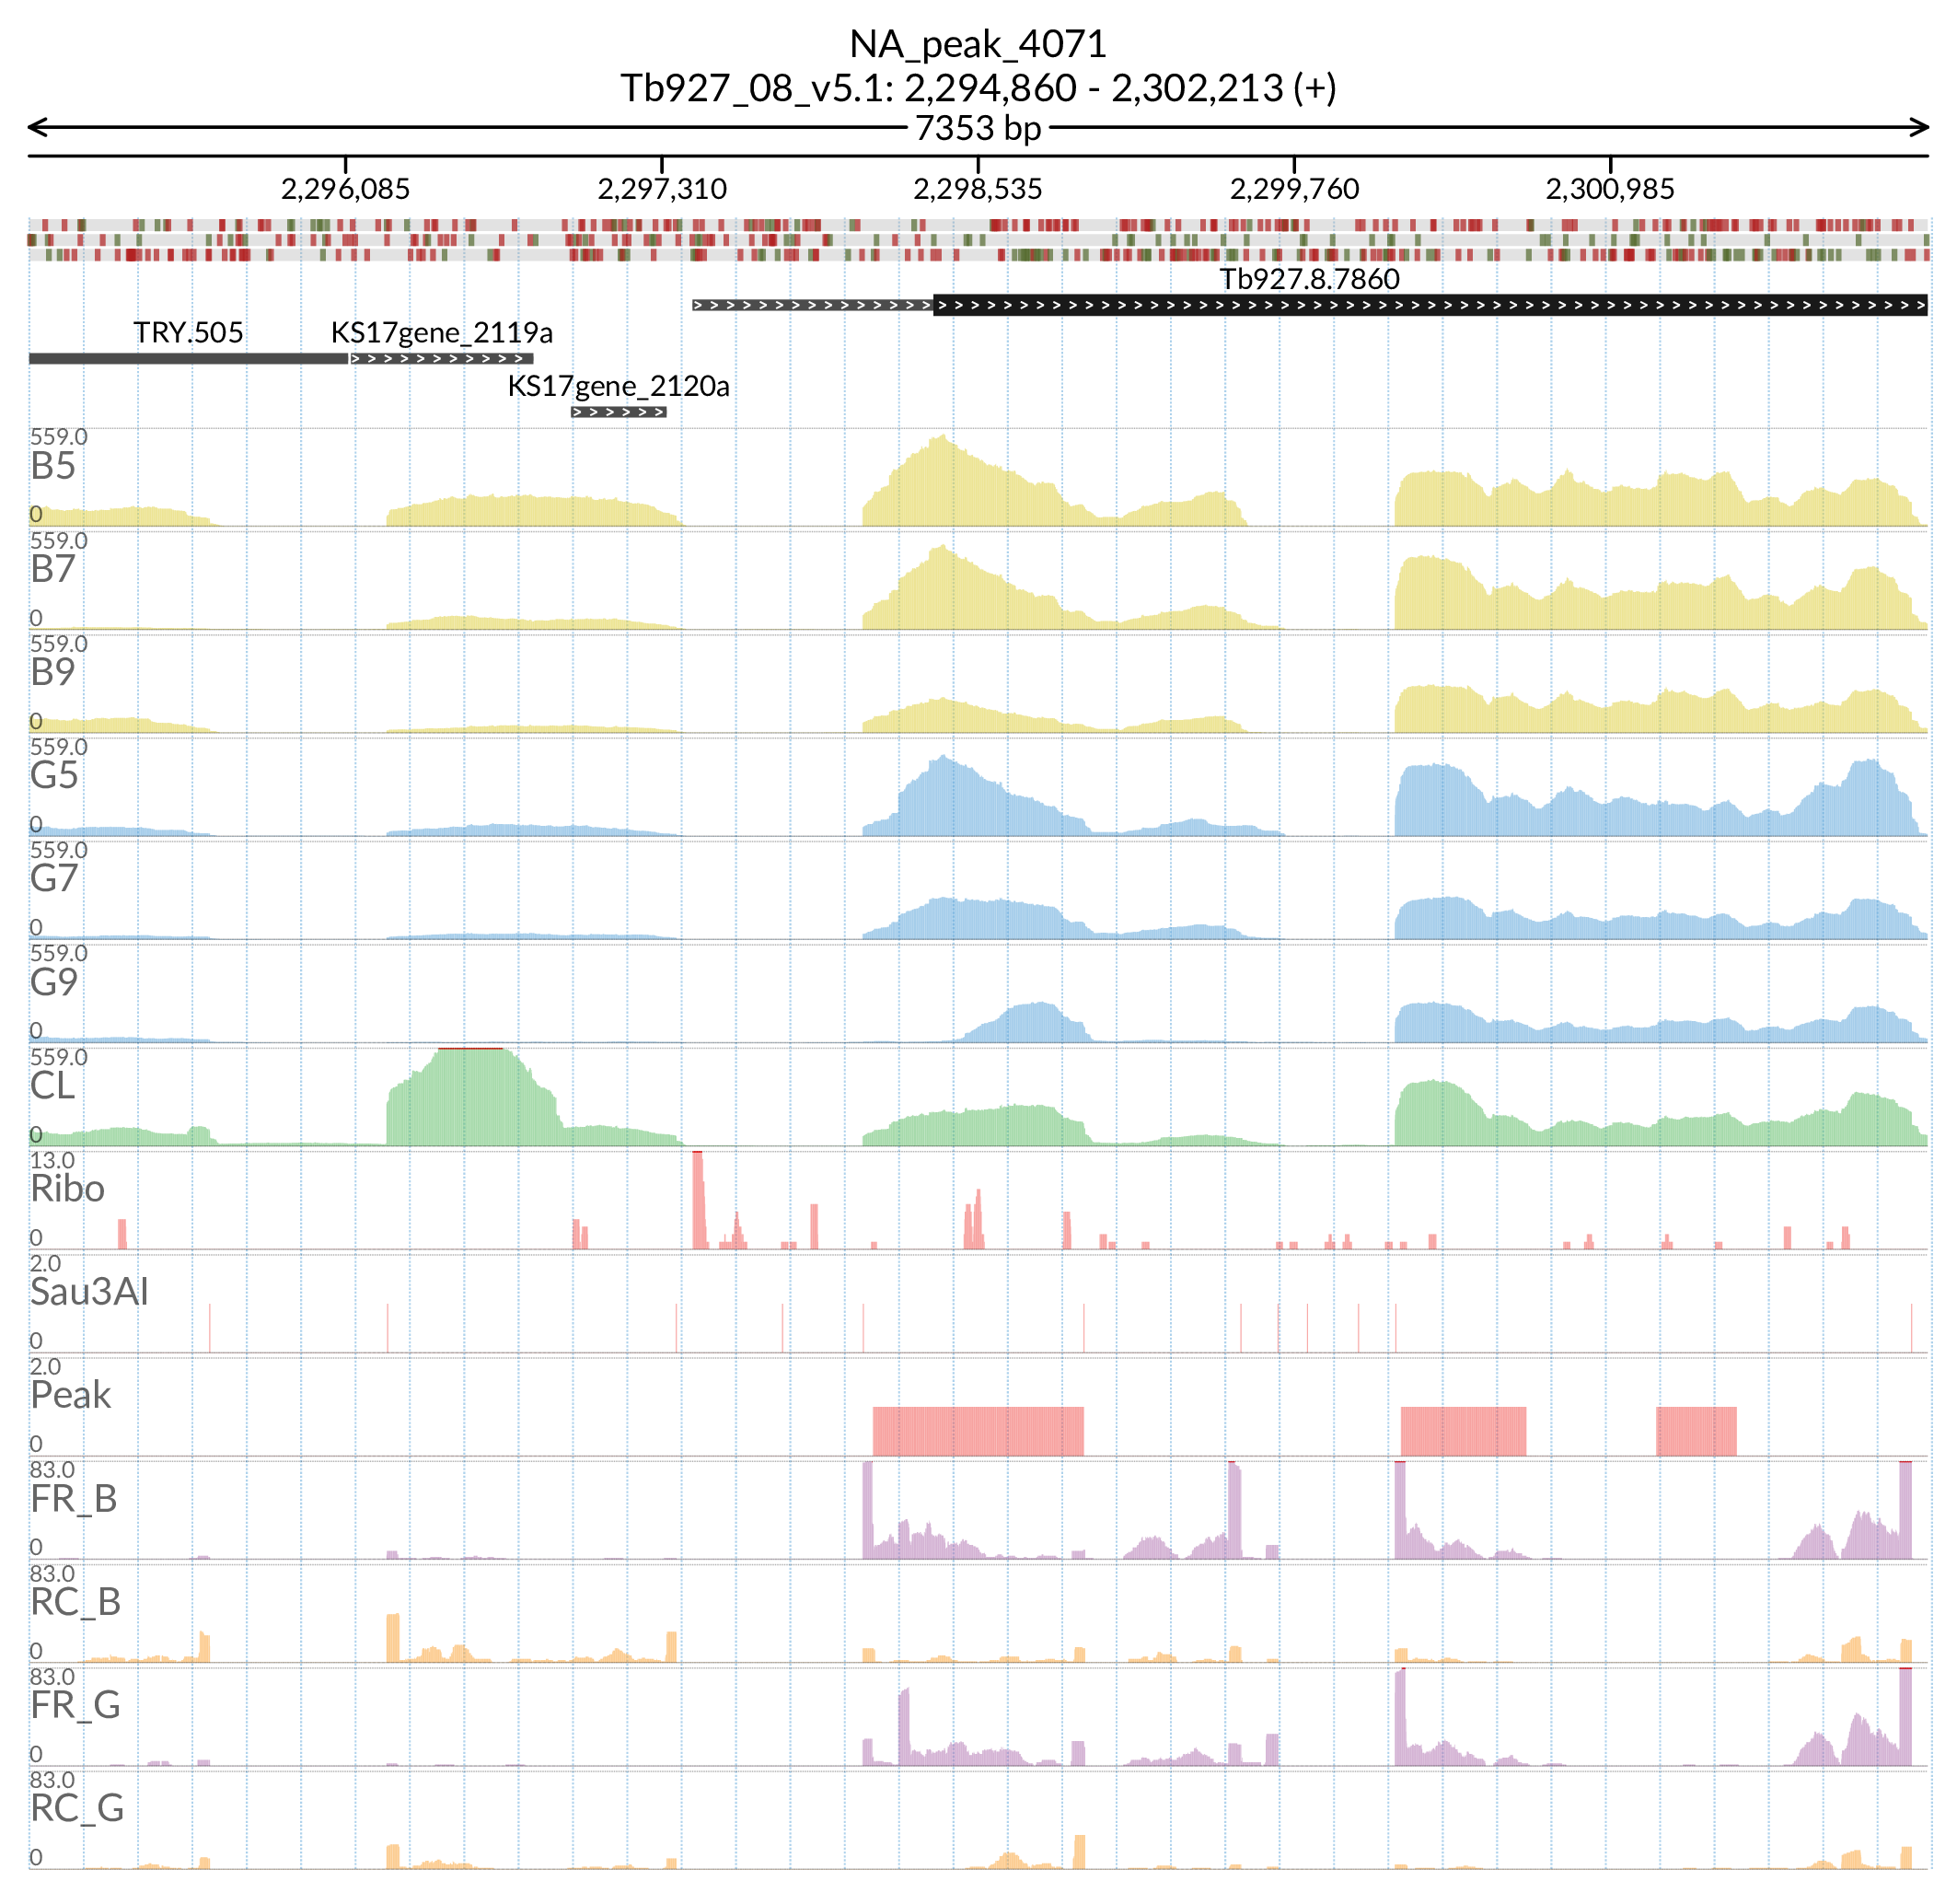 NA_peak_4071
Tb927_08_v5.1: 2,294,860 - 2,302,213 (+)
7353 bp
2,296,085 2,297,310 2,298,535 2,299,760 2,300,985
Tb927.8.7860
TRY.505 KS17gene_2119a
KS17gene_2120a
559.0
B5
0
559.0
B7
0
559.0
B9
0
559.0
G5
0
559.0
G7
0
559.0
G9
0
559.0
CL
0
13.0
Ribo
0
2.0
Sau3AI
0
2.0
Peak
0
83.0
FR_B
0
83.0
RC_B
0
83.0
FR_G
0
83.0
RC_G
0